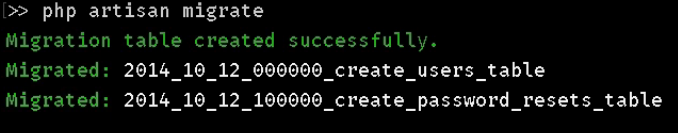 >> php artisan migrate
Migration table created successfully.
Migrated: 2014_10_12_000000_create_users_table
Migrated: 2014_10_12_100000_create_password_resets_table